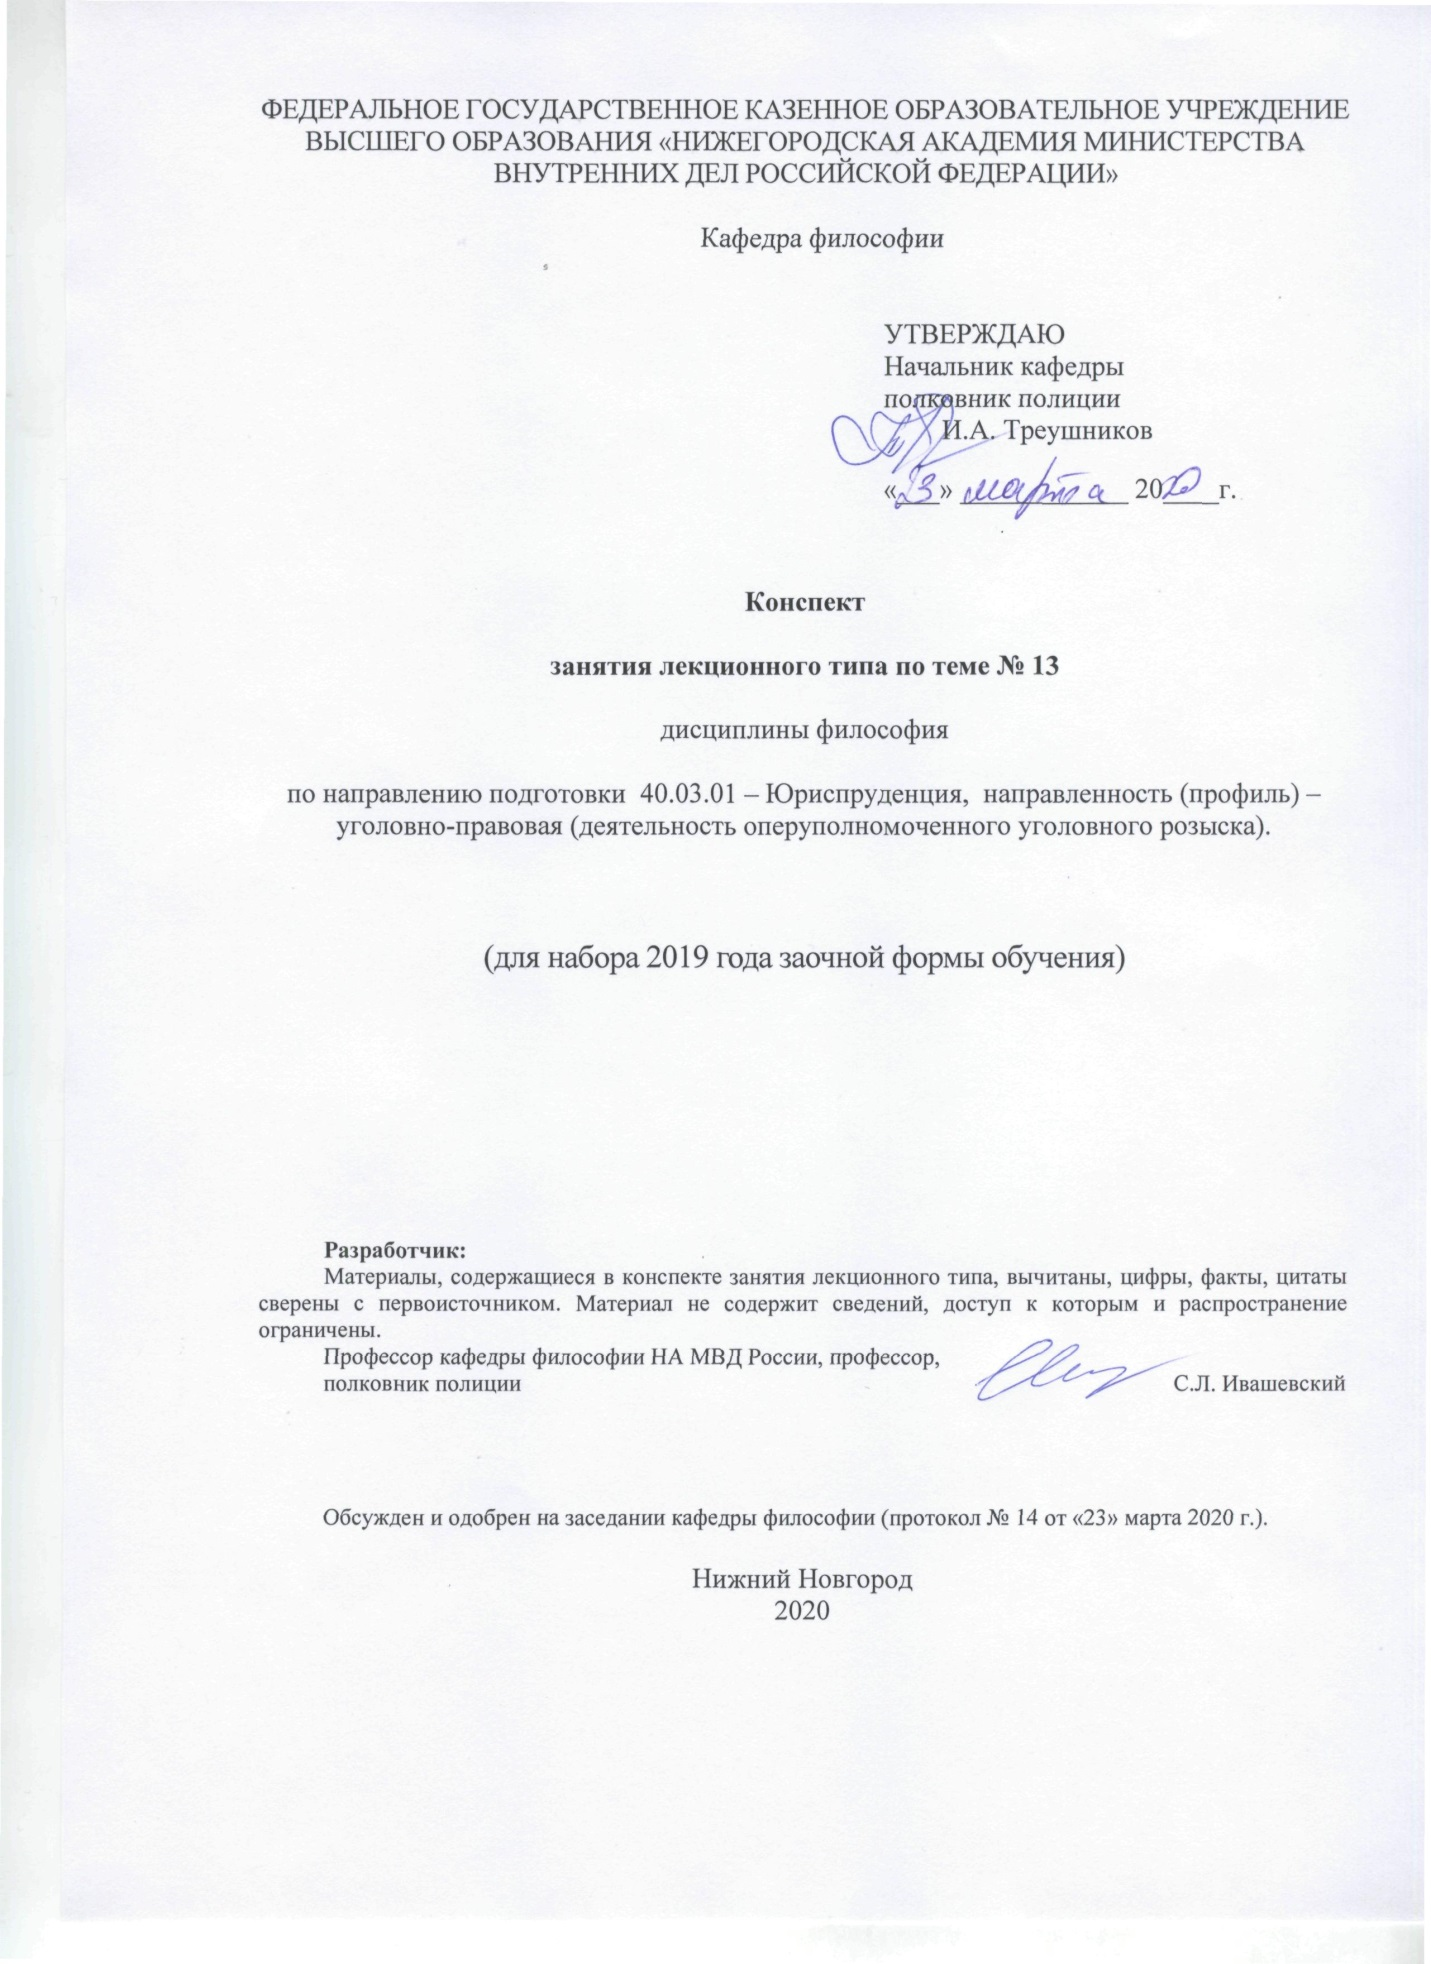 ФЕДЕРАЛЬНОЕ ГОСУДАРСТВЕННОЕ КАЗЕННОЕ ОБРАЗОВАТЕЛЬНОЕ УЧРЕЖДЕНИЕ
ВЫСШЕГО ОБРАЗОВАНИЯ «НИЖЕГОРОДСКАЯ АКАДЕМИЯ МИНИСТЕРСТВА
ВНУТРЕННИХ ДЕЛ РОССИЙСКОЙ ФЕДЕРАЦИИ»
Кафедра философии
УТВЕРЖДАЮ
Начальник кафедры
полковник полиции
И.А. Треушников
«23» марта 2020 г.
Конспект
занятия лекционного типа по теме № 13
дисциплины философия
по направлению подготовки 40.03.01 – Юриспруденция, направленность (профиль) –
уголовно-правовая (деятельность оперуполномоченного уголовного розыска).
(для набора 2019 года заочной формы обучения)
Разработчик:
Материалы, содержащиеся в конспекте занятия лекционного типа, вычитаны, цифры, факты, цитаты
сверены с первоисточником. Материал не содержит сведений, доступ к которым и распространение
ограничены.
Профессор кафедры философии НА МВД России, профессор,
полковник полиции С.Л. Ивашевский
Обсужден и одобрен на заседании кафедры философии (протокол № 14 от «23» марта 2020 г.).
Нижний Новгород
2020